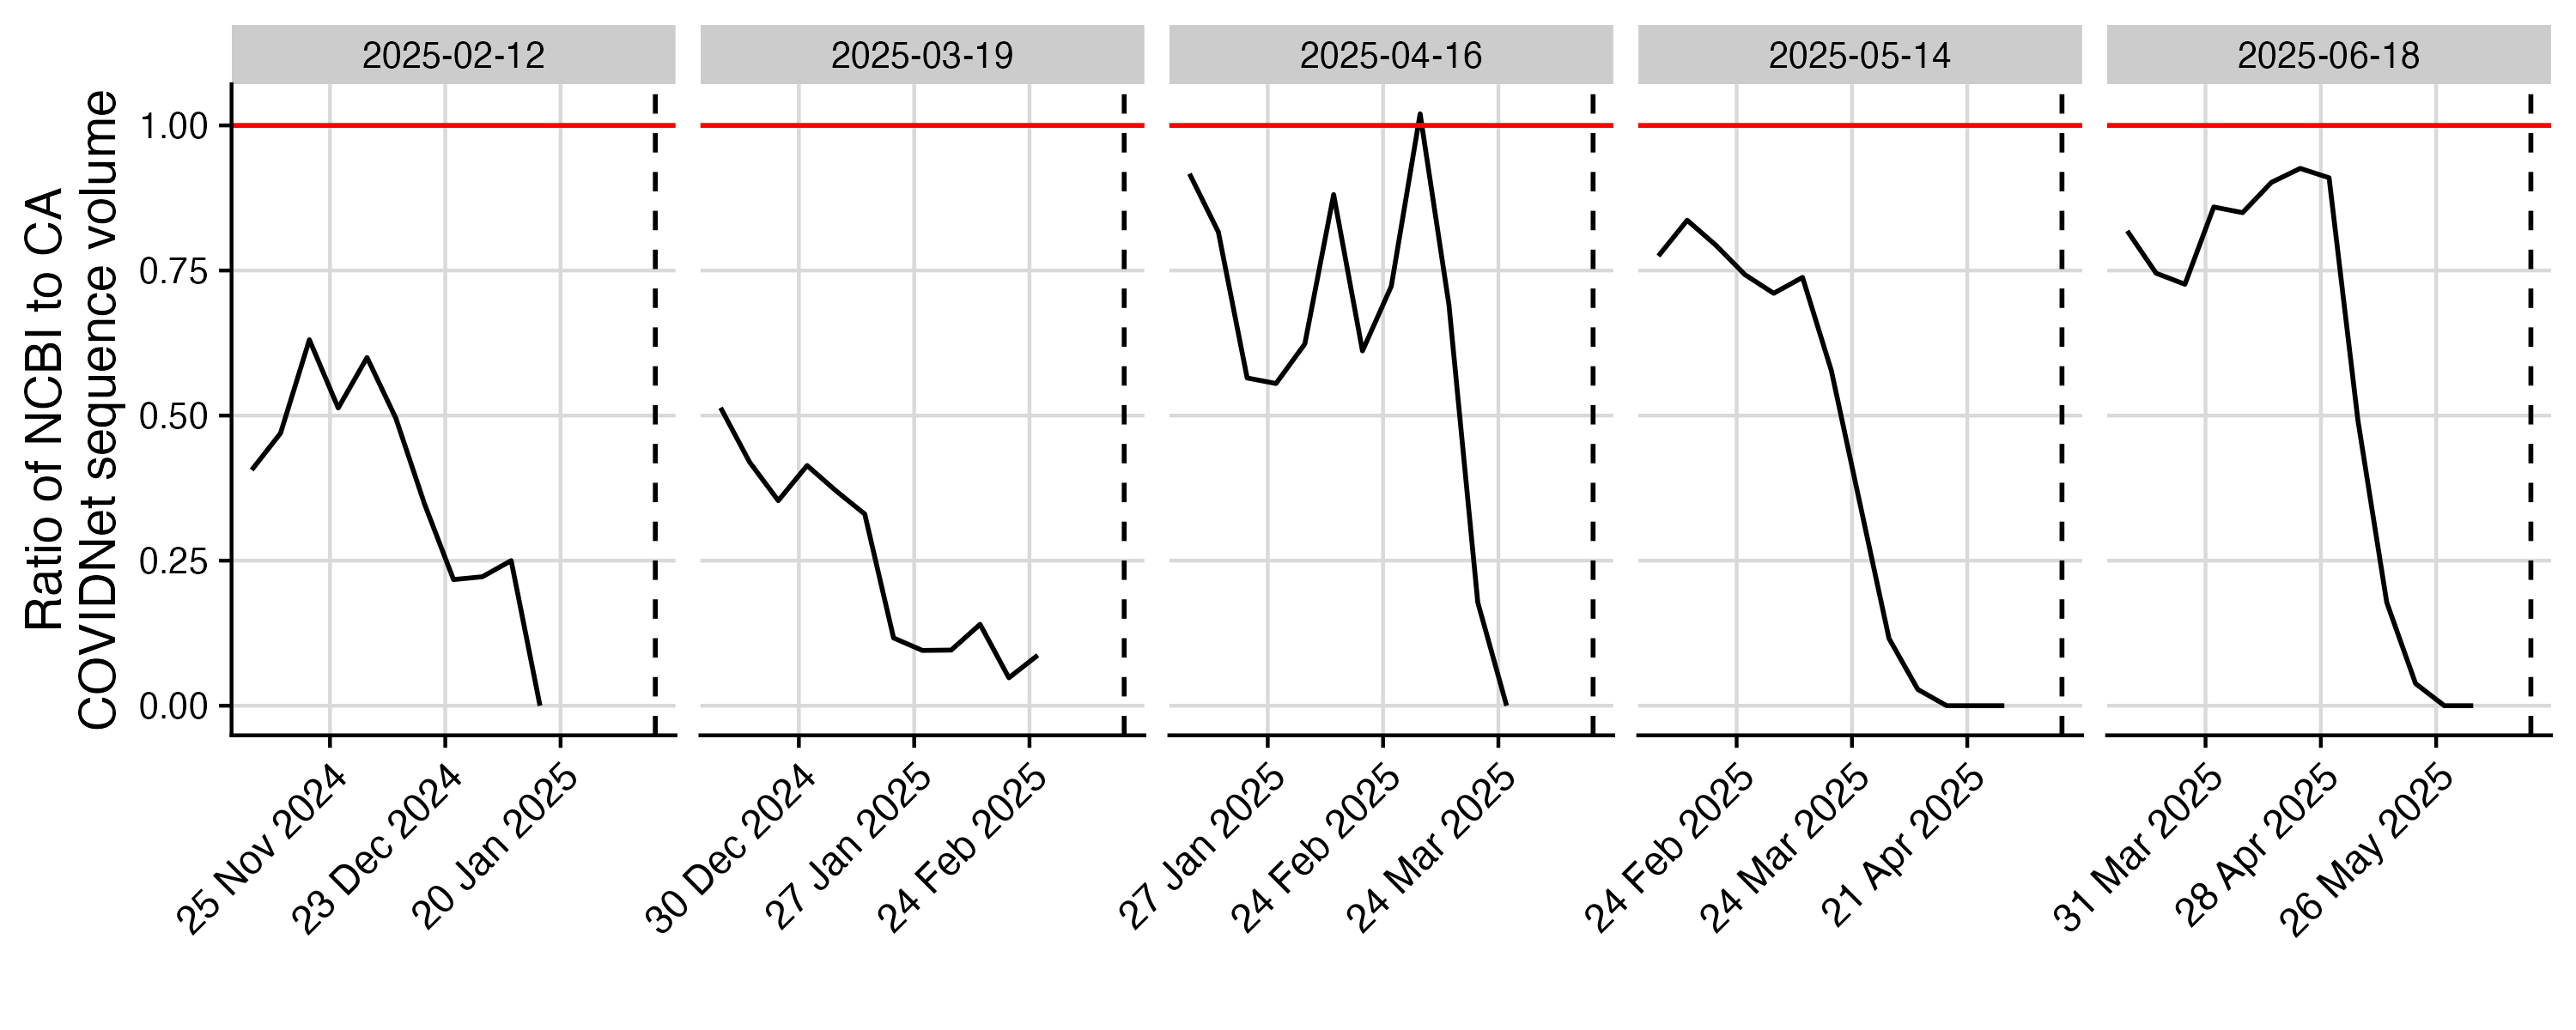 2025-02-12
2025-03-19
2025-04-16
2025-05-14
2025-06-18
Ratio of NCBI to CA
COVIDNet sequence volume
1.00
0.75
0.50
0.25
0.00
25 Nov 2024
23 Dec 2024
20 Jan 2025
30 Dec 2024
27 Jan 2025
24 Feb 2025
27 Jan 2025
24 Feb 2025
24 Mar 2025
24 Feb 2025
24 Mar 2025
21 Apr 2025
31 Mar 2025
28 Apr 2025
26 May 2025